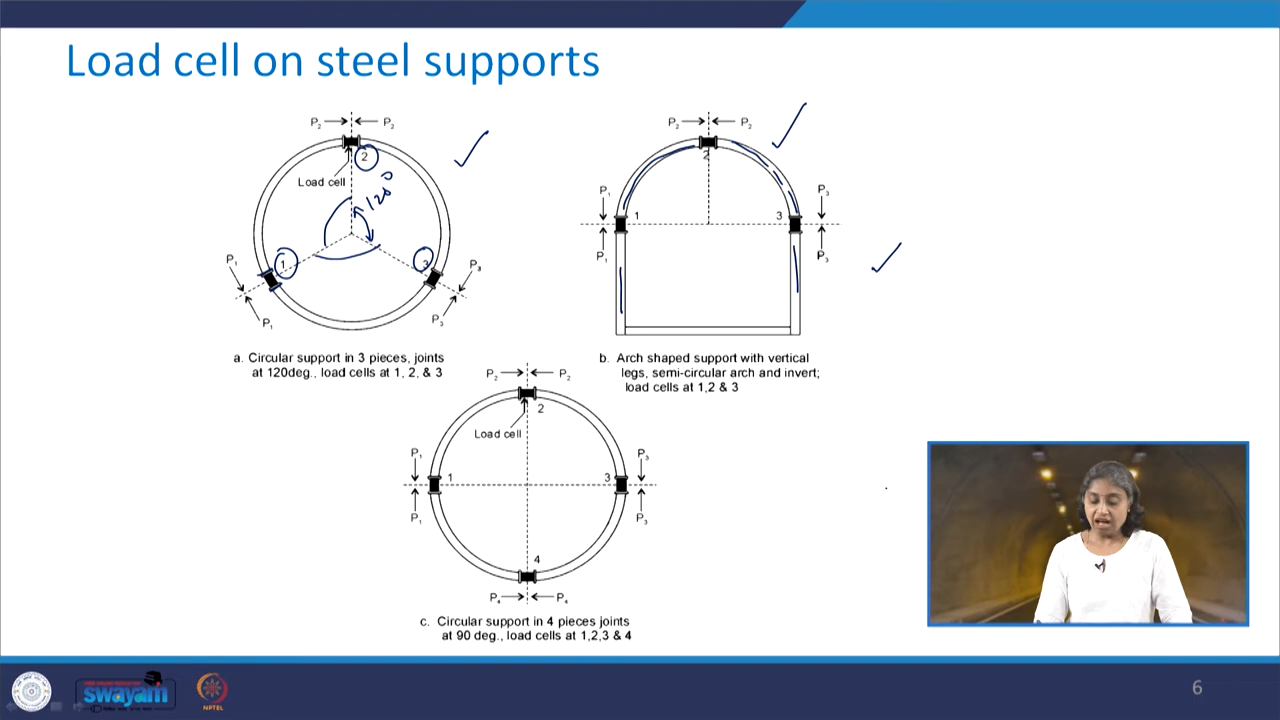 Load cell on steel supports
P₂ P₂
2
Load cell
120°
1
3
P₁
P₃
P₁
P₃
a. Circular support in 3 pieces, joints
at 120deg., load cells at 1, 2, & 3
P₂ P₂
2
P₁
1
3
P₃
P₁
P₃
b. Arch shaped support with vertical
legs, semi-circular arch and invert;
load cells at 1,2 & 3
P₂ P₂
2
Load cell
P₁
1
3
P₃
P₁
P₃
4
P₄ P₄
c. Circular support in 4 pieces joints
at 90 deg., load cells at 1,2,3 & 4
swayam
NPTEL
6